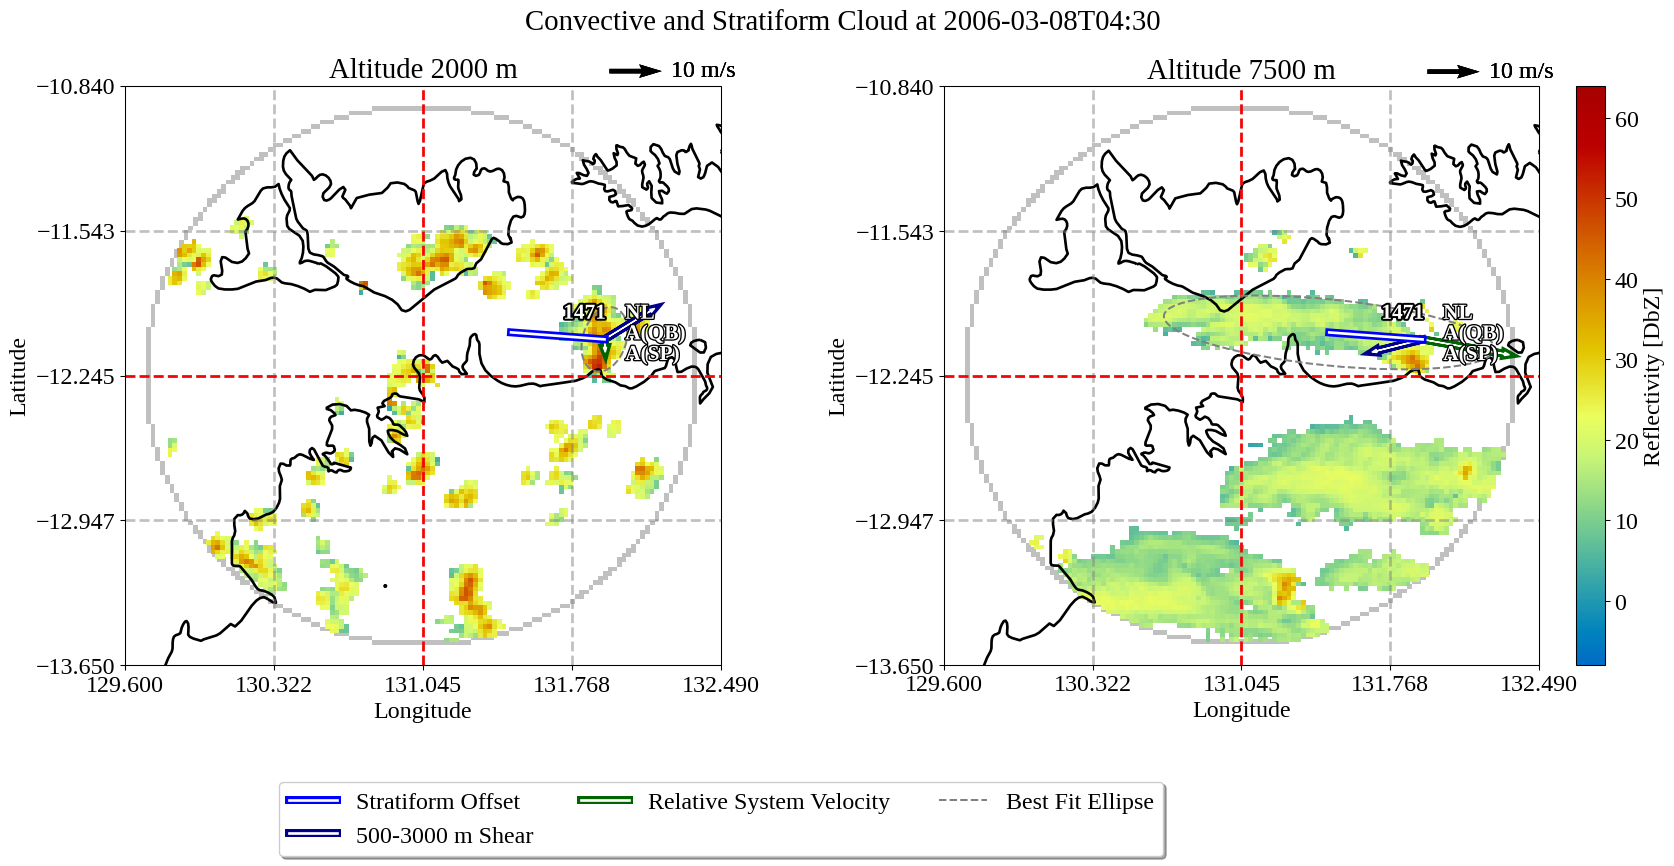 Convective and Stratiform Cloud at 2006-03-08T04:30
Altitude 2000 m
10 m/s
Altitude 7500 m
10 m/s
−10.840
−11.543
−12.245
−12.947
−13.650
Latitude
129.600
130.322
131.045
131.768
132.490
Longitude
1471
NL
A(QB)
A(SP)
−10.840
−11.543
−12.245
−12.947
−13.650
Latitude
129.600
130.322
131.045
131.768
132.490
Longitude
1471
NL
A(QB)
A(SP)
60
50
40
30
20
10
0
Reflectivity [DbZ]
Stratiform Offset
500-3000 m Shear
Relative System Velocity
Best Fit Ellipse